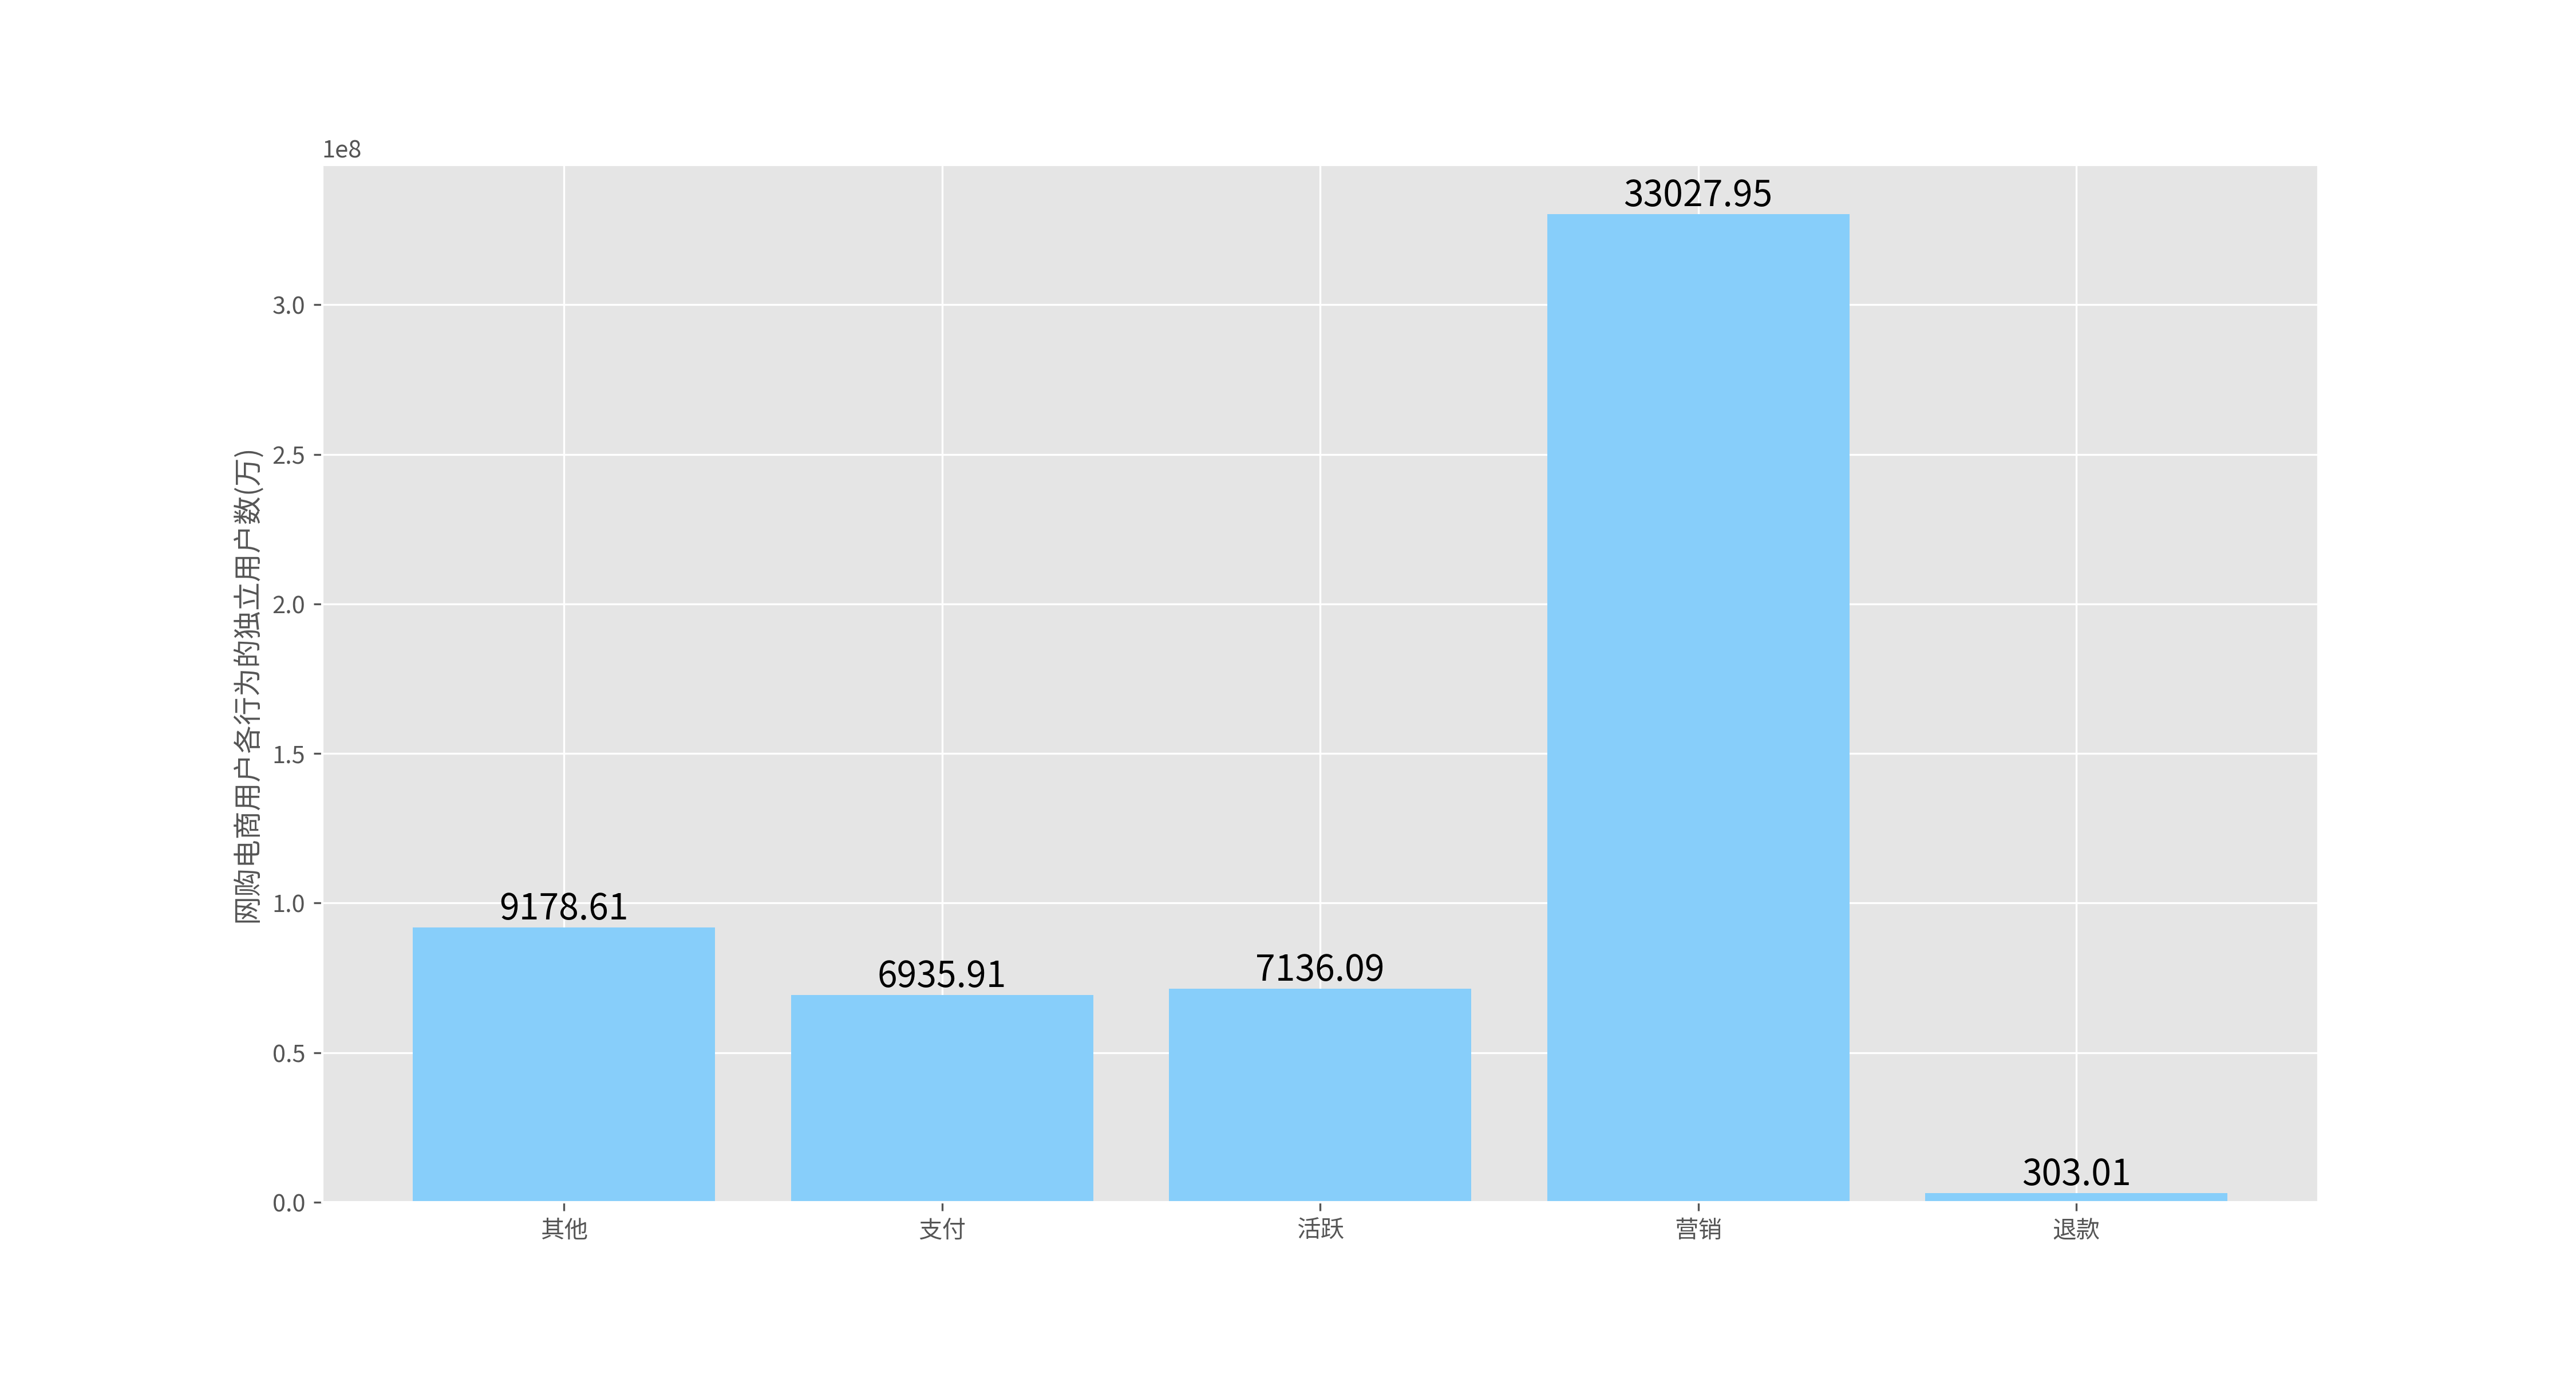 1e8
33027.95
3.0
2.5
2.0
1.5
1.0
0.5
0.0
网购电商用户各行为的独立用户数(万)
9178.61
6935.91
7136.09
303.01
其他
支付
活跃
营销
退款